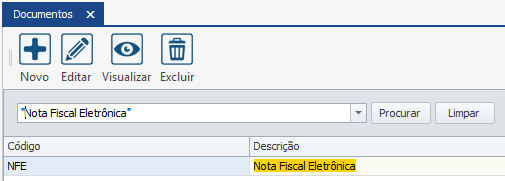 Documentos
Novo Editar Visualizar Excluir
"Nota Fiscal Eletrônica" Procurar Limpar
Código Descrição
NFE Nota Fiscal Eletrônica